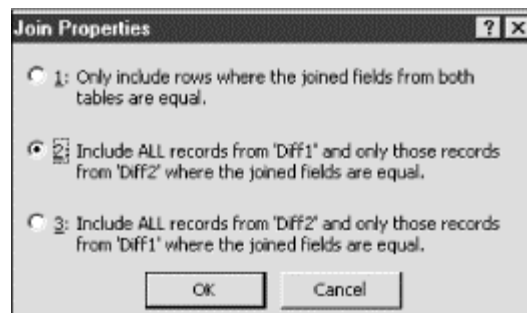 Join Properties ? X
1: Only include rows where the joined fields from both
tables are equal.
2: Include ALL records from 'Diff1' and only those records
from 'Diff2' where the joined fields are equal.
3: Include ALL records from 'Diff2' and only those records
from 'Diff1' where the joined fields are equal.
OK Cancel